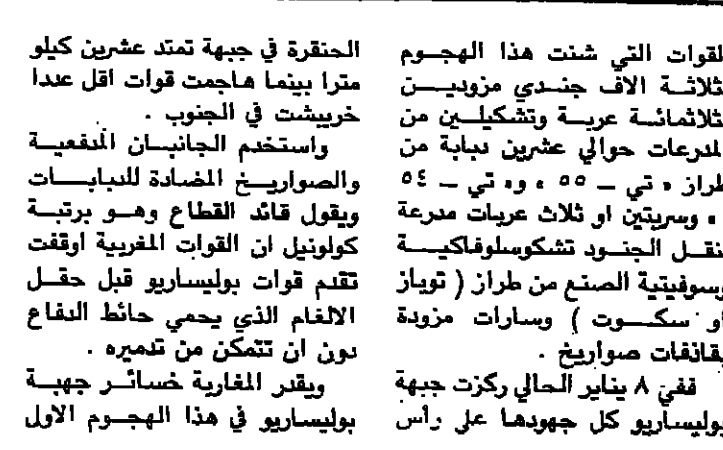 القوات التي شنت هذا الهجوم
بثلاثة الاف جندي مزودين
بثلاثمائة عربة وتشكيلين من
المدرعات حوالي عشرين دبابة من
طراز « تي ــ ٥٥ » و« تي ــ ٥٤
» وسريتين او ثلاث عربات مدرعة
لنقل الجنود تشكوسلوفاكية
وسوفيتية الصنع من طراز ( توباز
او سكوت ) وسارات مزودة
بقاذفات صواريخ .
ففي ٨ يناير الحالي ركزت جبهة
بوليساريو كل جهودها على رأس
الحنقرة في جبهة تمتد عشرين كيلو
مترا بينما هاجمت قوات اقل عددا
خريبشت في الجنوب .
واستخدم الجانبان المدفعية
والصواريخ المضادة للدبابات
ويقول قائد القطاع وهو برتبة
كولونيل ان القوات المغربية اوقفت
تقدم قوات بوليساريو قبل حقل
الالغام الذي يحمي حائط الدفاع
دون ان تتمكن من تدميره .
ويقدر المغاربة خسائر جبهة
بوليساريو في هذا الهجوم الاول